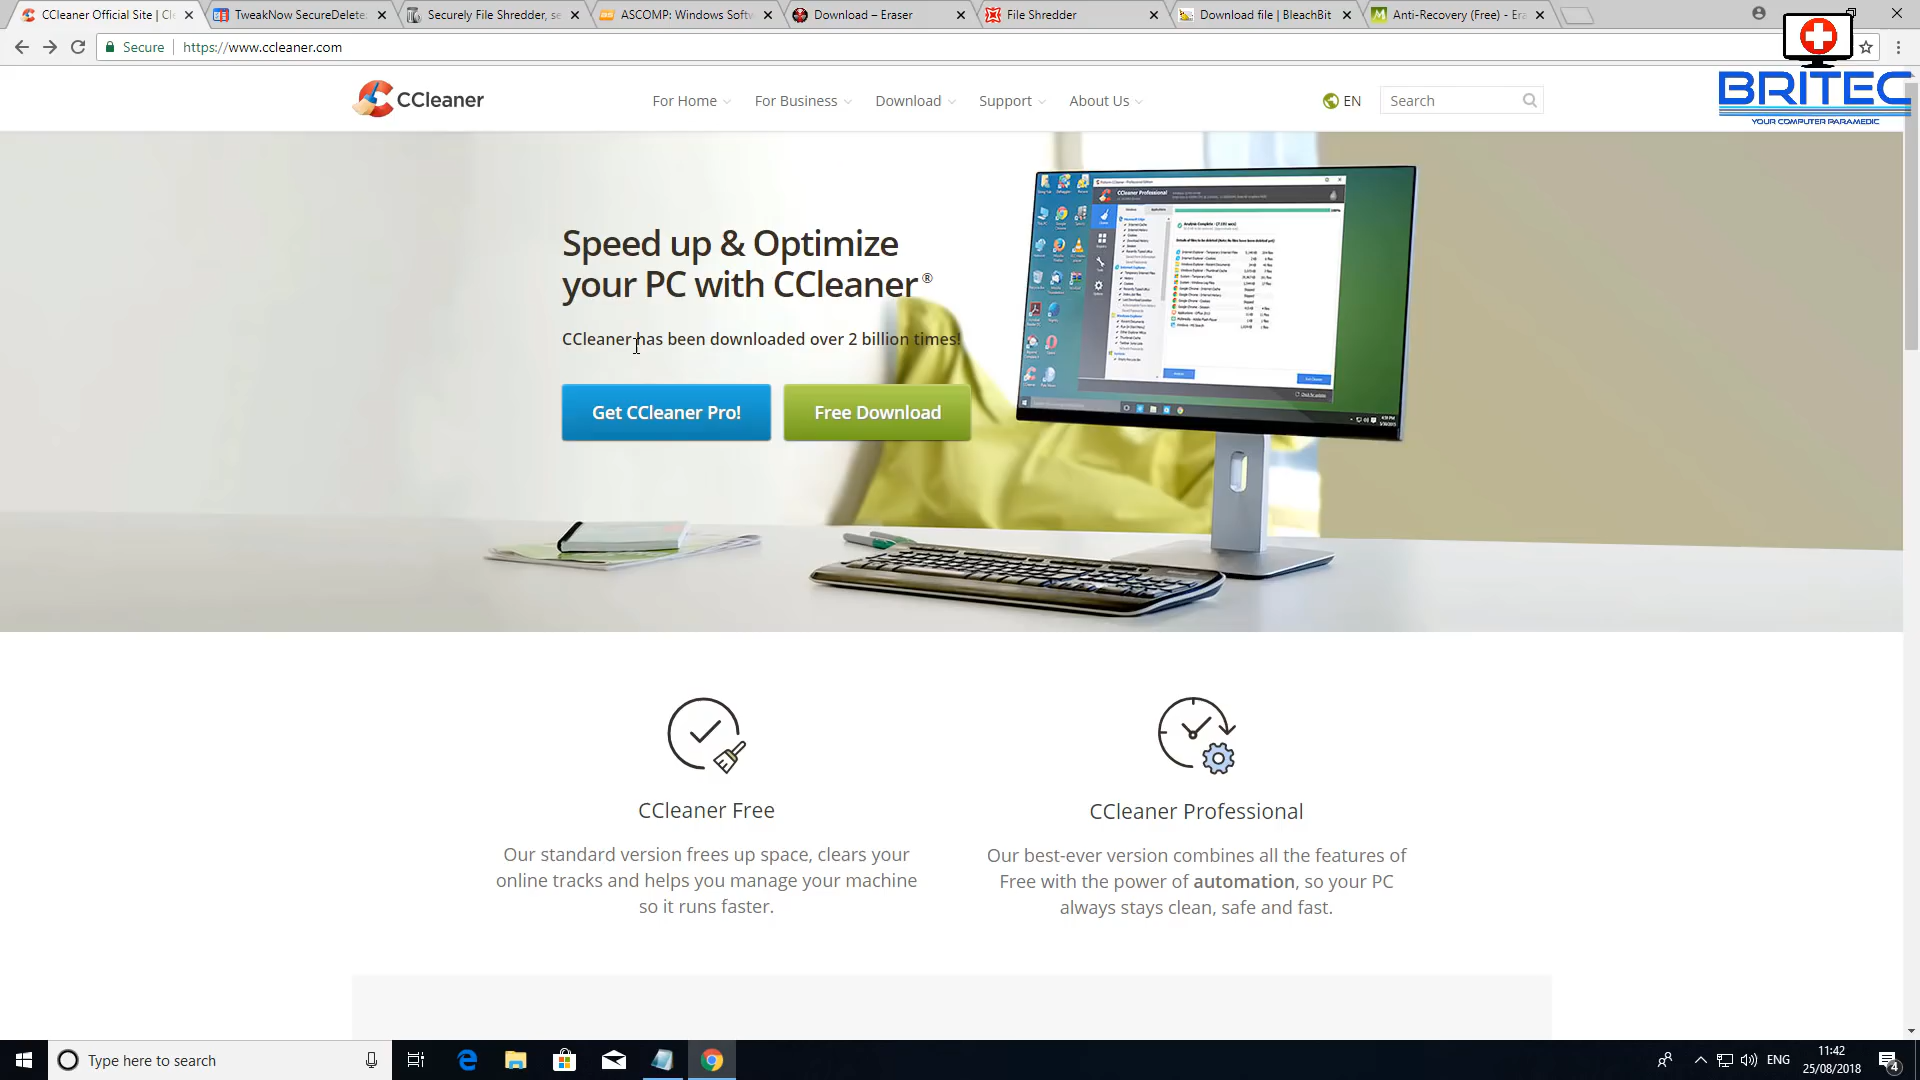 CCleaner Official Site | Cle
TweakNow SecureDelete
Securely File Shredder, se
ASCOMP: Windows Softw
Download – Eraser
File Shredder
Download file | BleachBit
Anti-Recovery (Free) - Era
Secure
https://www.ccleaner.com
BRITEC
YOUR COMPUTER PARAMEDIC
CCleaner
For Home
For Business
Download
Support
About Us
EN
Search
Speed up & Optimize
your PC with CCleaner®
CCleaner has been downloaded over 2 billion times!
Get CCleaner Pro!
Free Download
CCleaner Professional
CCleaner Free
Our standard version frees up space, clears your
online tracks and helps you manage your machine
so it runs faster.
CCleaner Professional
Our best-ever version combines all the features of
Free with the power of automation, so your PC
always stays clean, safe and fast.
Type here to search
ENG
11:42
25/08/2018
4